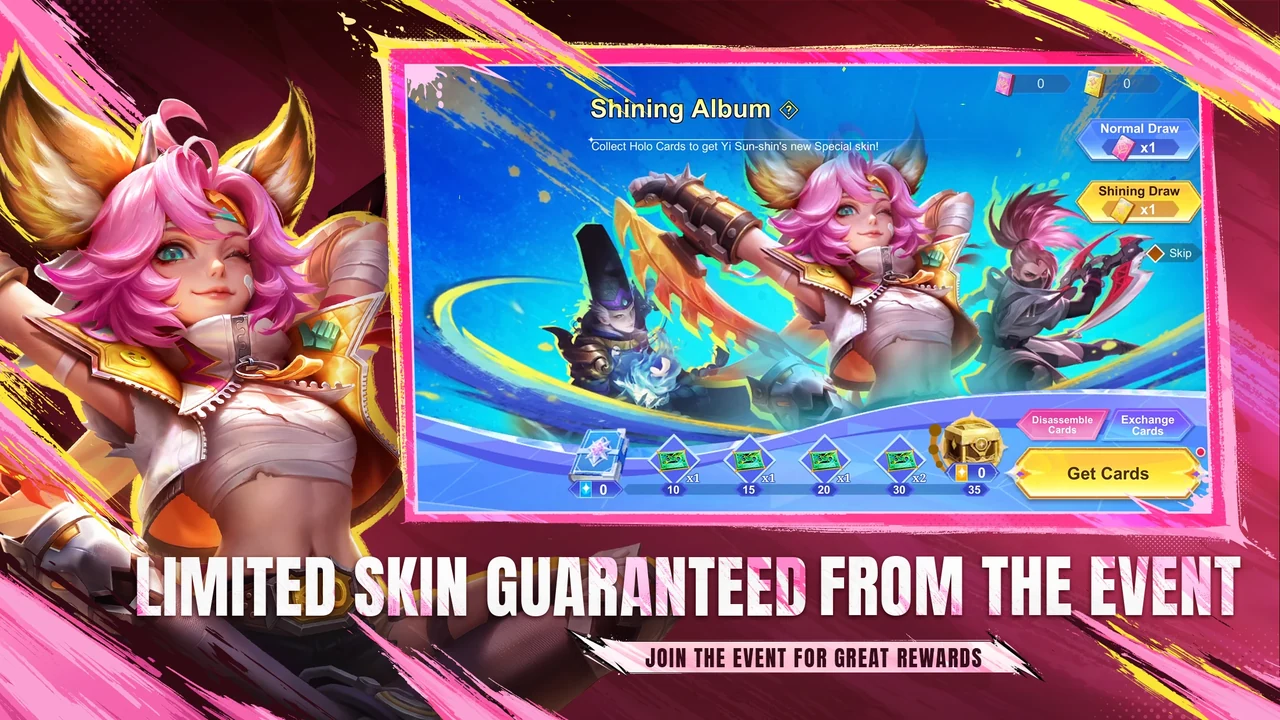 0
0
Shining Album ?
Collect Holo Cards to get Yi Sun-shin's new Special skin!
Normal Draw
x1
Shining Draw
x1
Skip
Disassemble
Cards
Exchange
Cards
Get Cards
x1
x1
x1
x2
0
0
10
15
20
30
35
LIMITED SKIN GUARANTEED FROM THE EVENT
JOIN THE EVENT FOR GREAT REWARDS